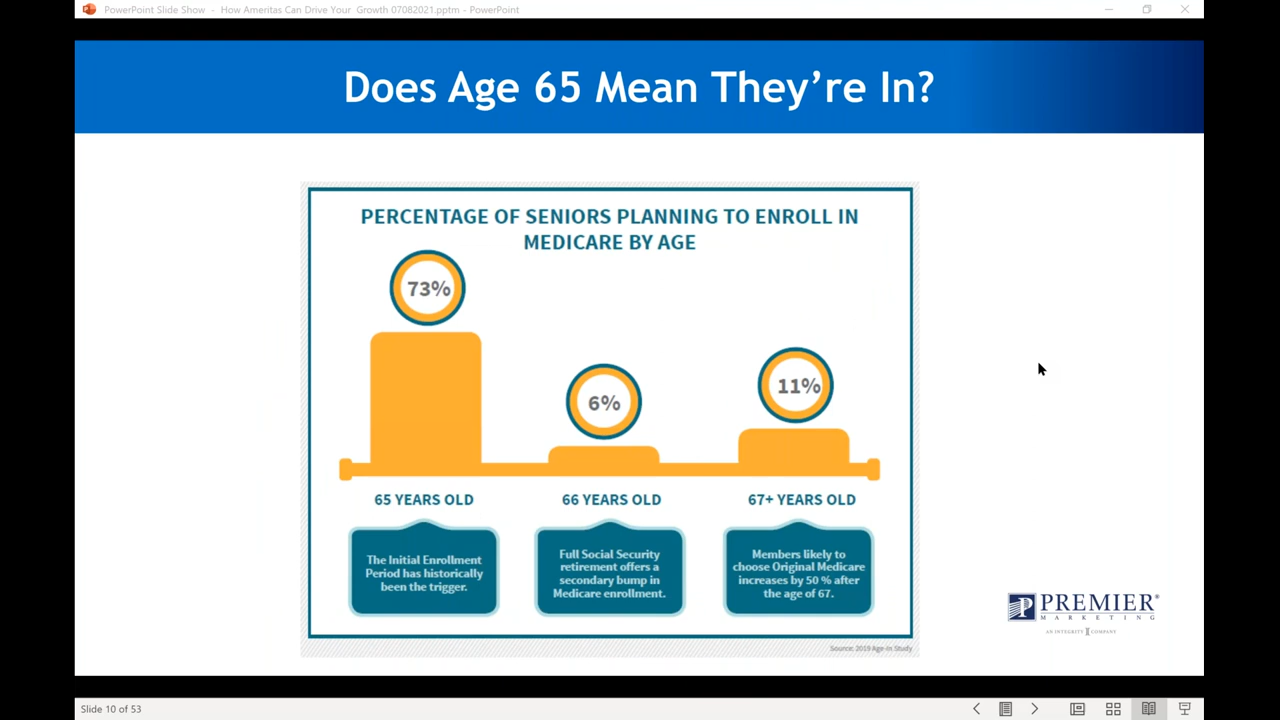 PowerPoint Slide Show - How Ameritas Can Drive Your Growth 07082021.pptm - PowerPoint
Does Age 65 Mean They're In?
PERCENTAGE OF SENIORS PLANNING TO ENROLL IN
MEDICARE BY AGE
73%
6%
11%
65 YEARS OLD
66 YEARS OLD
67+ YEARS OLD
The Initial Enrollment
Period has historically
been the trigger.
Full Social Security
retirement offers a
secondary bump in
Medicare enrollment.
Members likely to
choose Original Medicare
increases by 50 % after
the age of 67.
P PREMIER®
MARKETING
AN INTEGRITY COMPANY
Source: 2019 Age-In Study
Slide 10 of 53